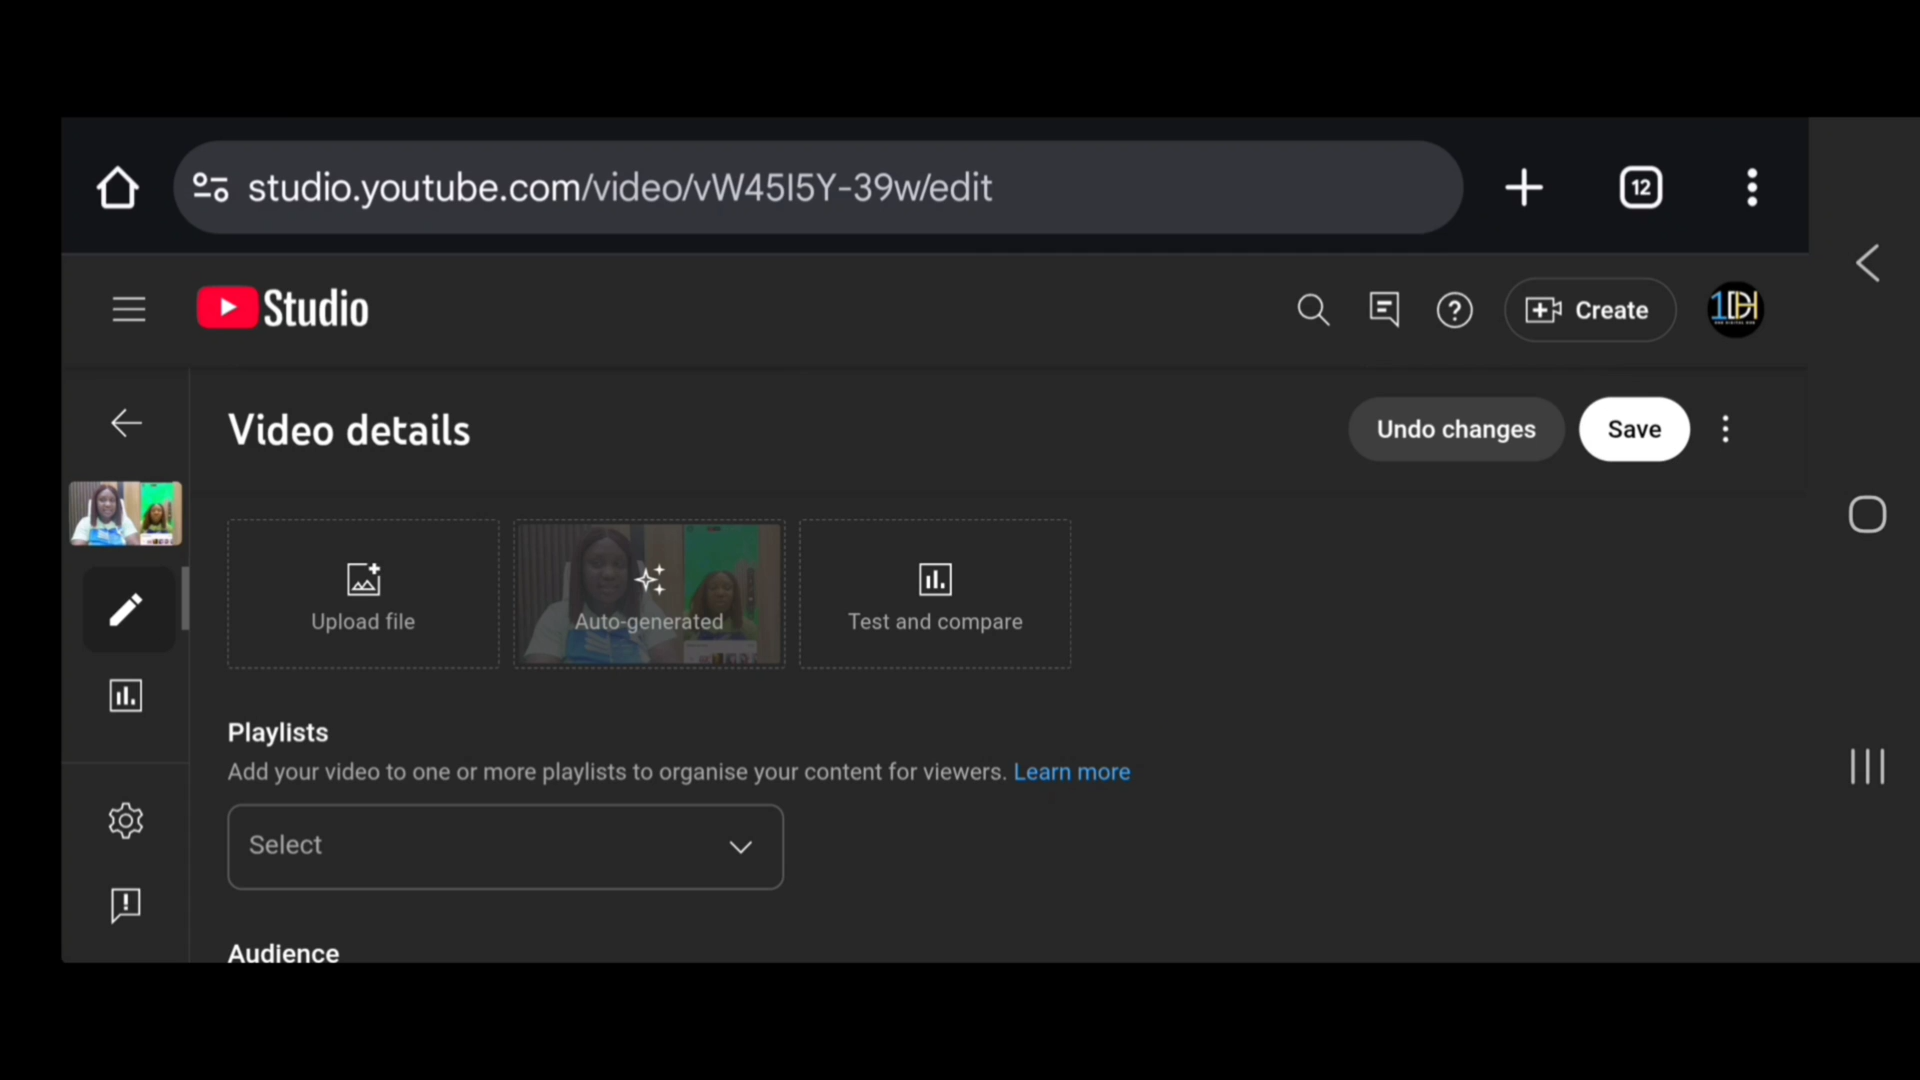 studio.youtube.com/video/vW45I5Y-39w/edit
12
Studio
Create
1DH
Video details
Undo changes
Save
Upload file
Auto-generated
Test and compare
Playlists
Add your video to one or more playlists to organise your content for viewers. Learn more
Select
Audience